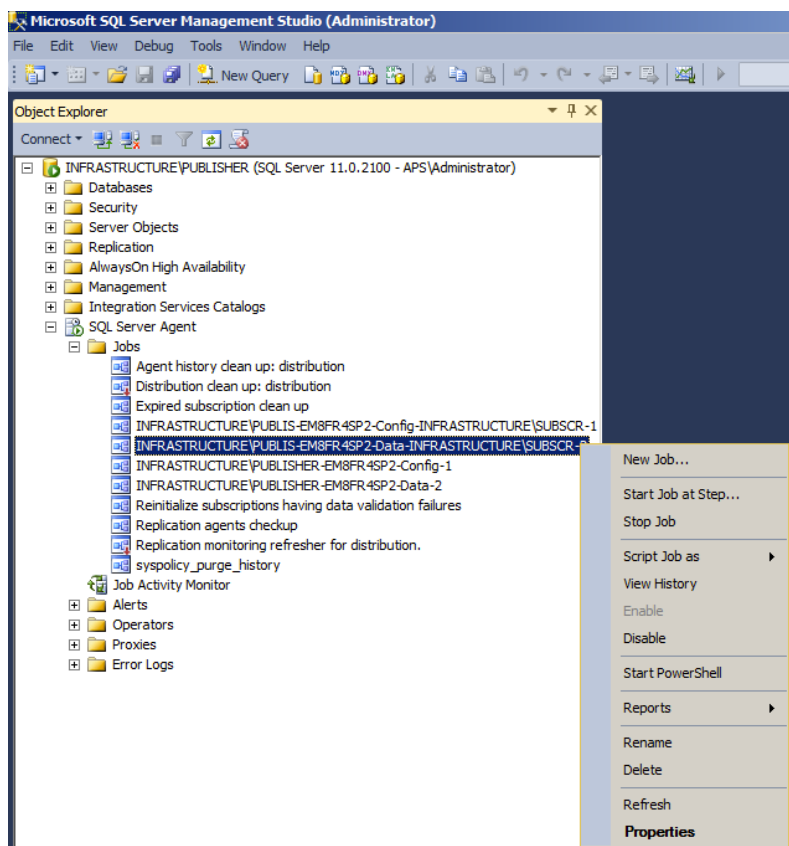 Microsoft SQL Server Management Studio (Administrator)
File Edit View Debug Tools Window Help
New Query
Object Explorer
Connect
INFRASTRUCTURE\PUBLISHER (SQL Server 11.0.2100 - APS\Administrator)
Databases
Security
Server Objects
Replication
AlwaysOn High Availability
Management
Integration Services Catalogs
SQL Server Agent
Jobs
Agent history clean up: distribution
Distribution clean up: distribution
Expired subscription clean up
INFRASTRUCTURE\PUBLIS-EM8FR4SP2-Config-INFRASTRUCTURE\SUBSCR-1
INFRASTRUCTURE\PUBLIS-EM8FR4SP2-Data-INFRASTRUCTURE\SUBSCR-
INFRASTRUCTURE\PUBLISHER-EM8FR4SP2-Config-1
INFRASTRUCTURE\PUBLISHER-EM8FR4SP2-Data-2
Reinitialize subscriptions having data validation failures
Replication agents checkup
Replication monitoring refresher for distribution.
syspolicy_purge_history
Job Activity Monitor
Alerts
Operators
Proxies
Error Logs
New Job...
Start Job at Step...
Stop Job
Script Job as
View History
Enable
Disable
Start PowerShell
Reports
Rename
Delete
Refresh
Properties